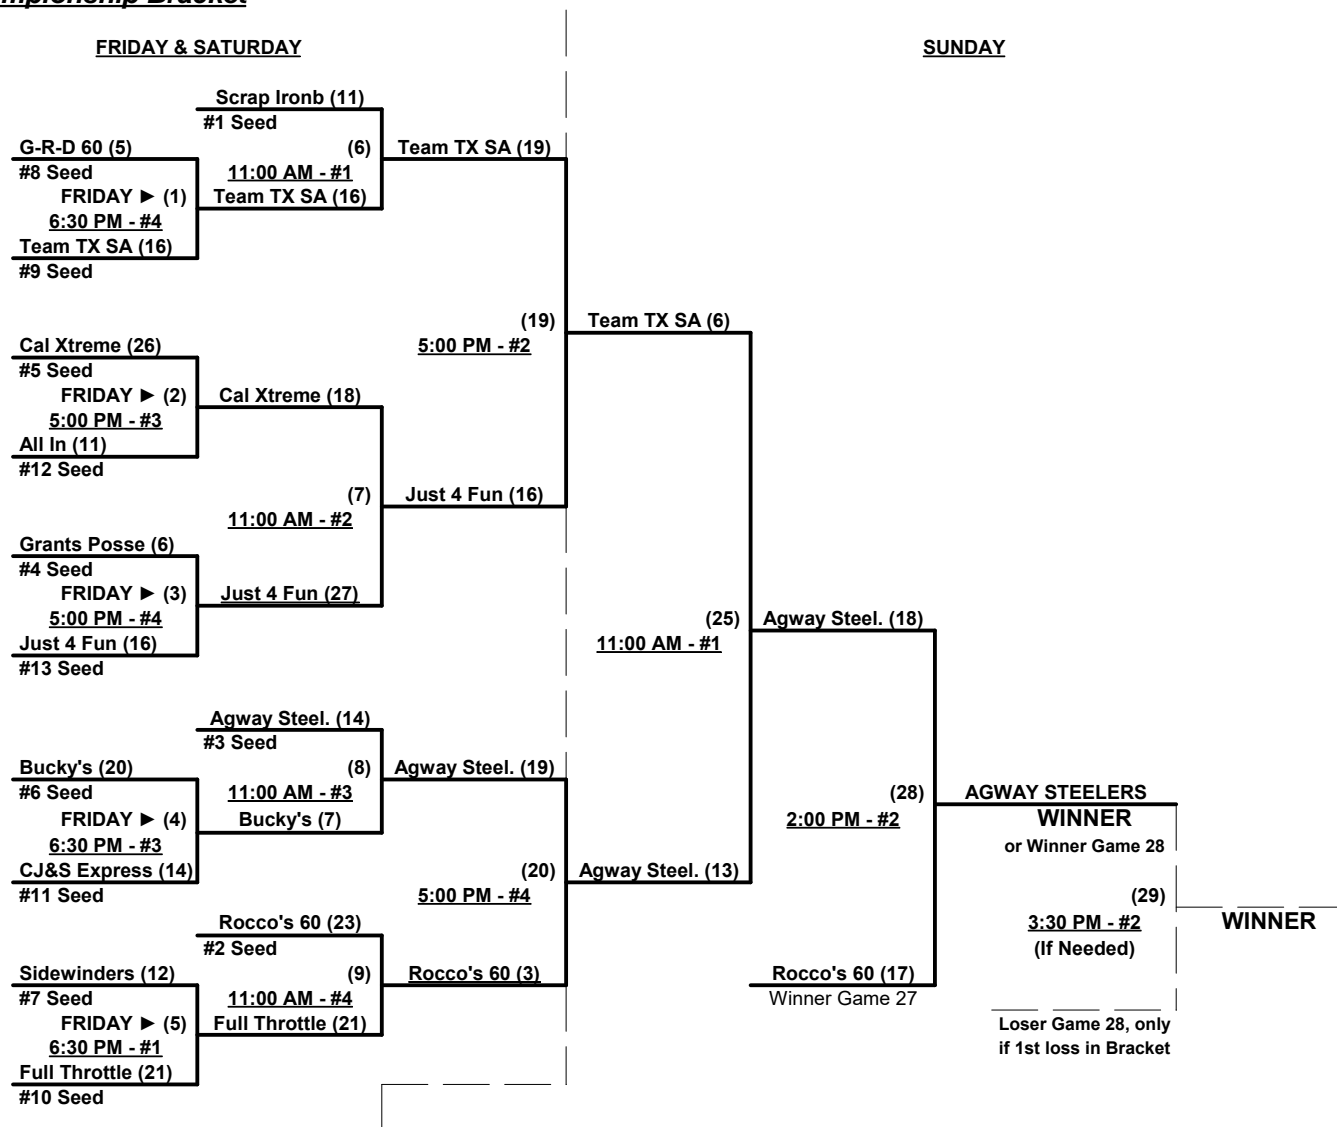 Bracket
FRIDAY & SATURDAY
SUNDAY
Scrap Ironb (11)
#1 Seed
G-R-D 60 (5)
(6)
Team TX SA (19)
#8 Seed
11:00 AM - #1
FRIDAY ► (1)
Team TX SA (16)
6:30 PM - #4
Team TX SA (16)
#9 Seed
(19)
Team TX SA (6)
Cal Xtreme (26)
5:00 PM - #2
#5 Seed
FRIDAY ► (2)
Cal Xtreme (18)
5:00 PM - #3
All In (11)
#12 Seed
(7)
Just 4 Fun (16)
11:00 AM - #2
Grants Posse (6)
#4 Seed
FRIDAY ► (3)
Just 4 Fun (27)
5:00 PM - #4
(25)
Agway Steel. (18)
Just 4 Fun (16)
11:00 AM - #1
#13 Seed
Agway Steel. (14)
#3 Seed
Bucky's (20)
(8)
Agway Steel. (19)
#6 Seed
11:00 AM - #3
(28)
AGWAY STEELERS
FRIDAY ► (4)
Bucky's (7)
2:00 PM - #2
WINNER
6:30 PM - #3
or Winner Game 28
CJ&S Express (14)
(20)
Agway Steel. (13)
#11 Seed
5:00 PM - #4
(29)
Rocco's 60 (23)
3:30 PM - #2
WINNER
#2 Seed
(If Needed)
Sidewinders (12)
(9)
Rocco's 60 (3)
Rocco's 60 (17)
#7 Seed
11:00 AM - #4
Winner Game 27
FRIDAY ► (5)
Full Throttle (21)
Loser Game 28, only
6:30 PM - #1
if 1st loss in Bracket
Full Throttle (21)
#10 Seed